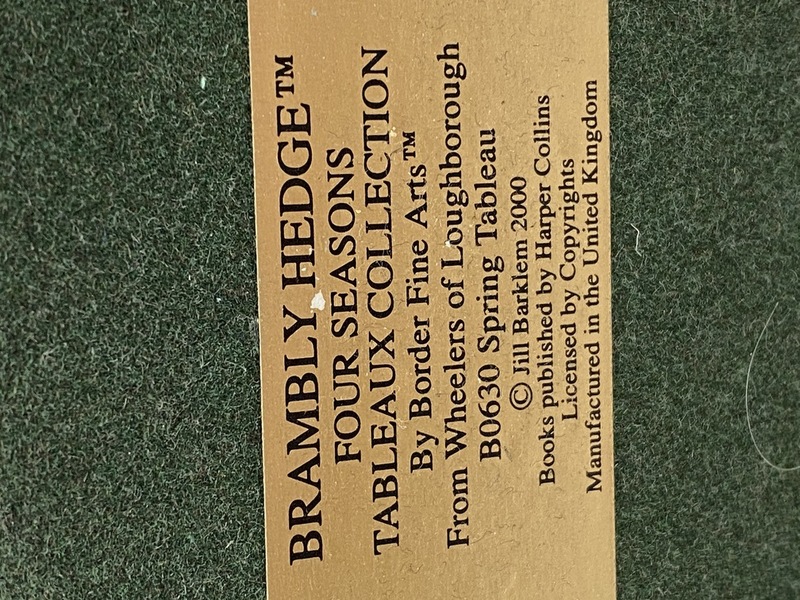 BRAMBLY HEDGE™
FOUR SEASONS
TABLEAUX COLLECTION
By Border Fine Arts™
From Wheelers of Loughborough
B0630 Spring Tableau
© Jill Barklem 2000
Books published by Harper Collins
Licensed by Copyrights
Manufactured in the United Kingdom